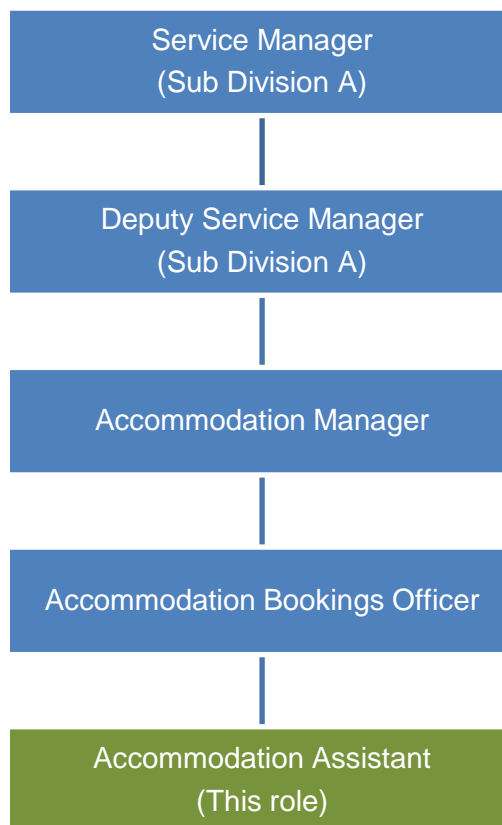 Service Manager
(Sub Division A)
Deputy Service Manager
(Sub Division A)
Accommodation Manager
Accommodation Bookings Officer
Accommodation Assistant
(This role)